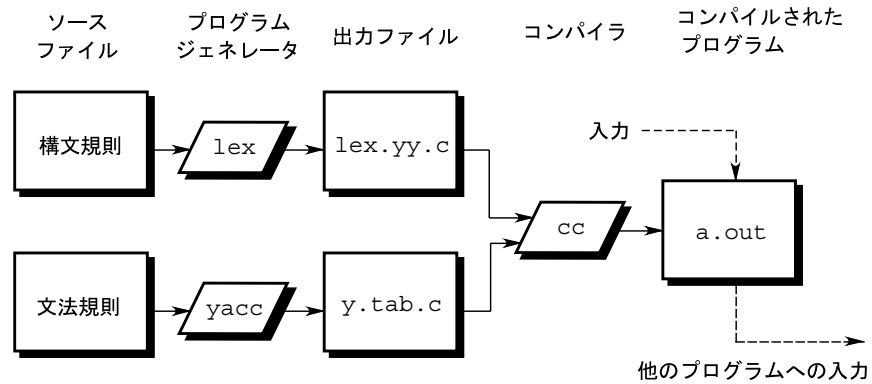 ソース
ファイル
プログラム
ジェネレータ
出力ファイル
コンパイラ
コンパイルされた
プログラム
構文規則
lex
lex.yy.c
入力
cc
a.out
文法規則
yacc
y.tab.c
他のプログラムへの入力